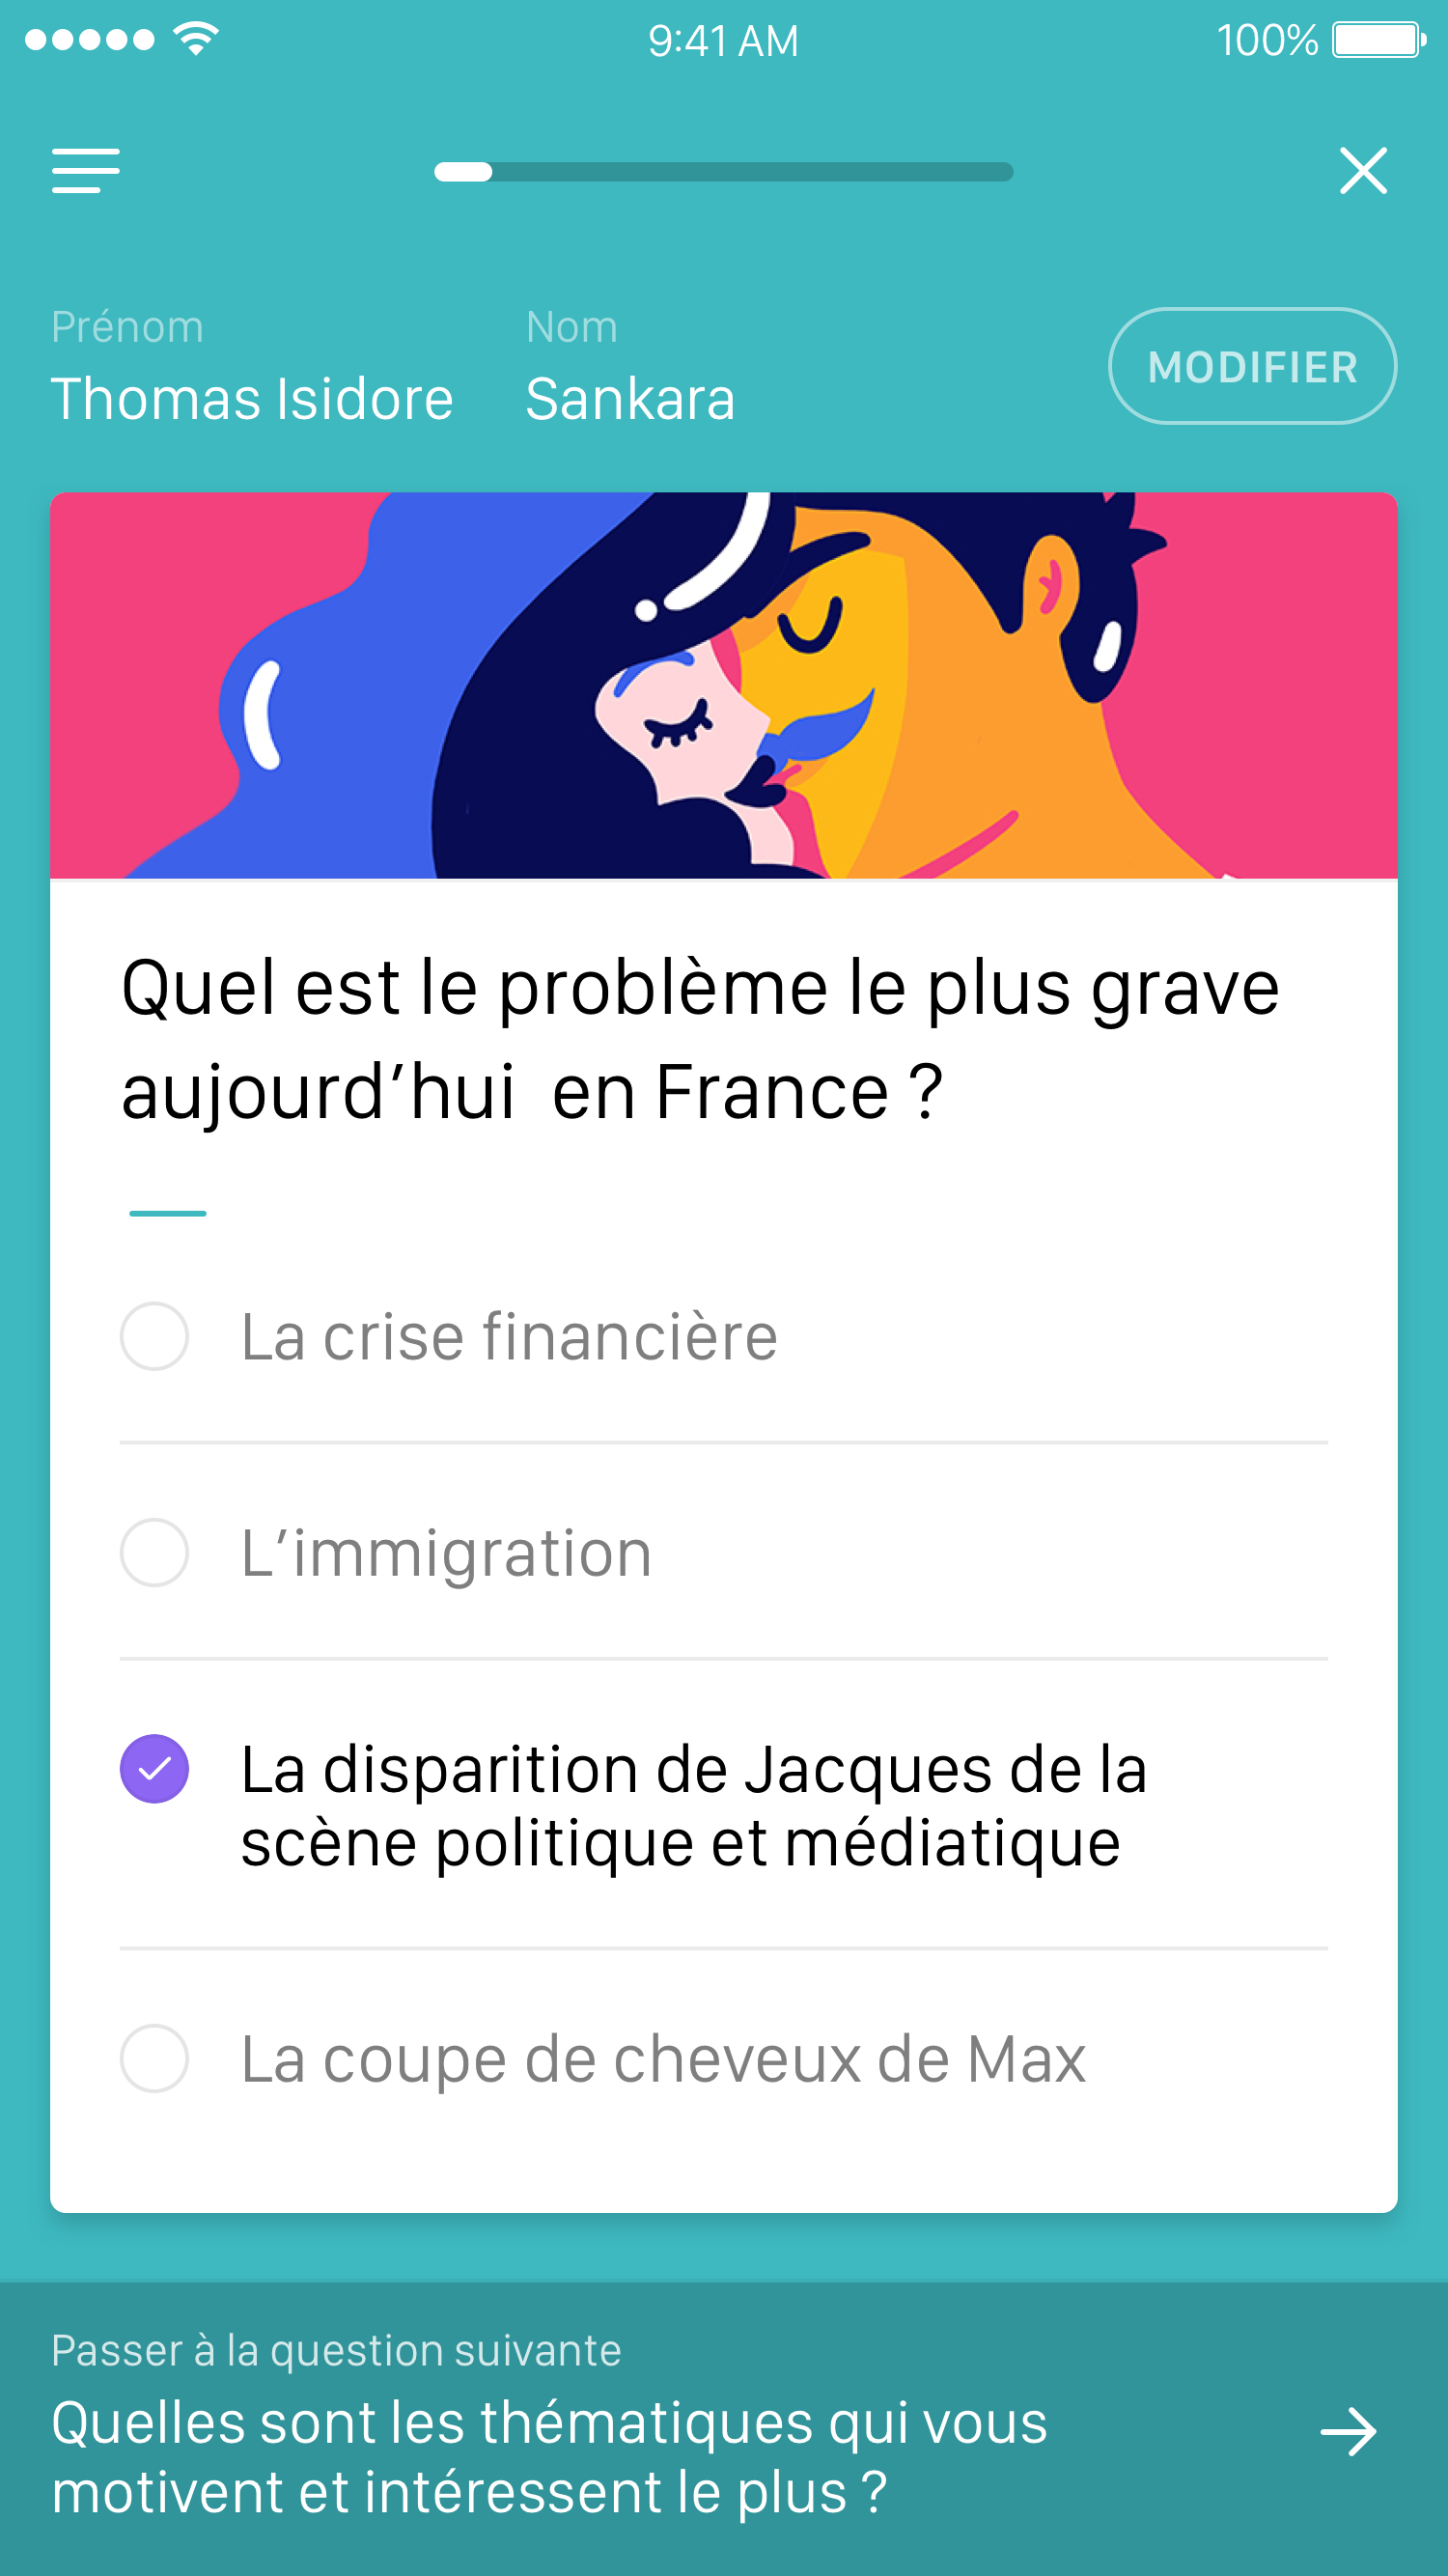 9:41 AM
100%
Prénom
Nom
Thomas Isidore
Sankara
MODIFIER
Quel est le problème le plus grave
aujourd’hui  en France ?
La crise financière
L’immigration
La disparition de Jacques de la
scène politique et médiatique
La coupe de cheveux de Max
Passer à la question suivante
Quelles sont les thématiques qui vous
motivent et intéressent le plus ?